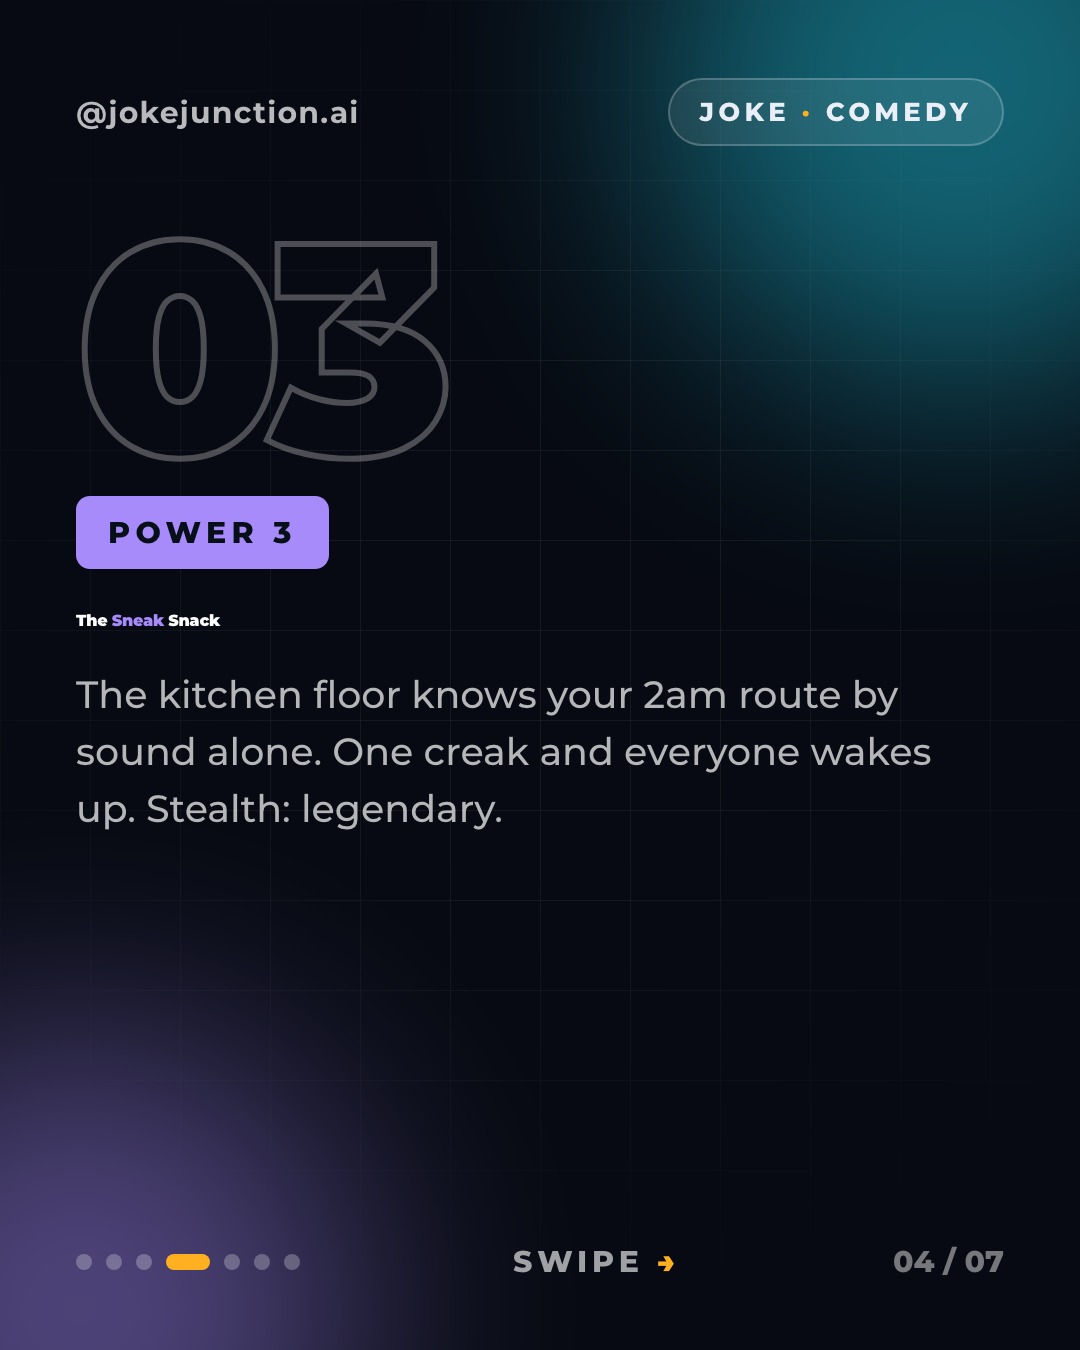 @jokejunction.ai
JOKE · COMEDY
03
POWER 3
The Sneak Snack
The kitchen floor knows your 2am route by
sound alone. One creak and everyone wakes
up. Stealth: legendary.
SWIPE →
04 / 07